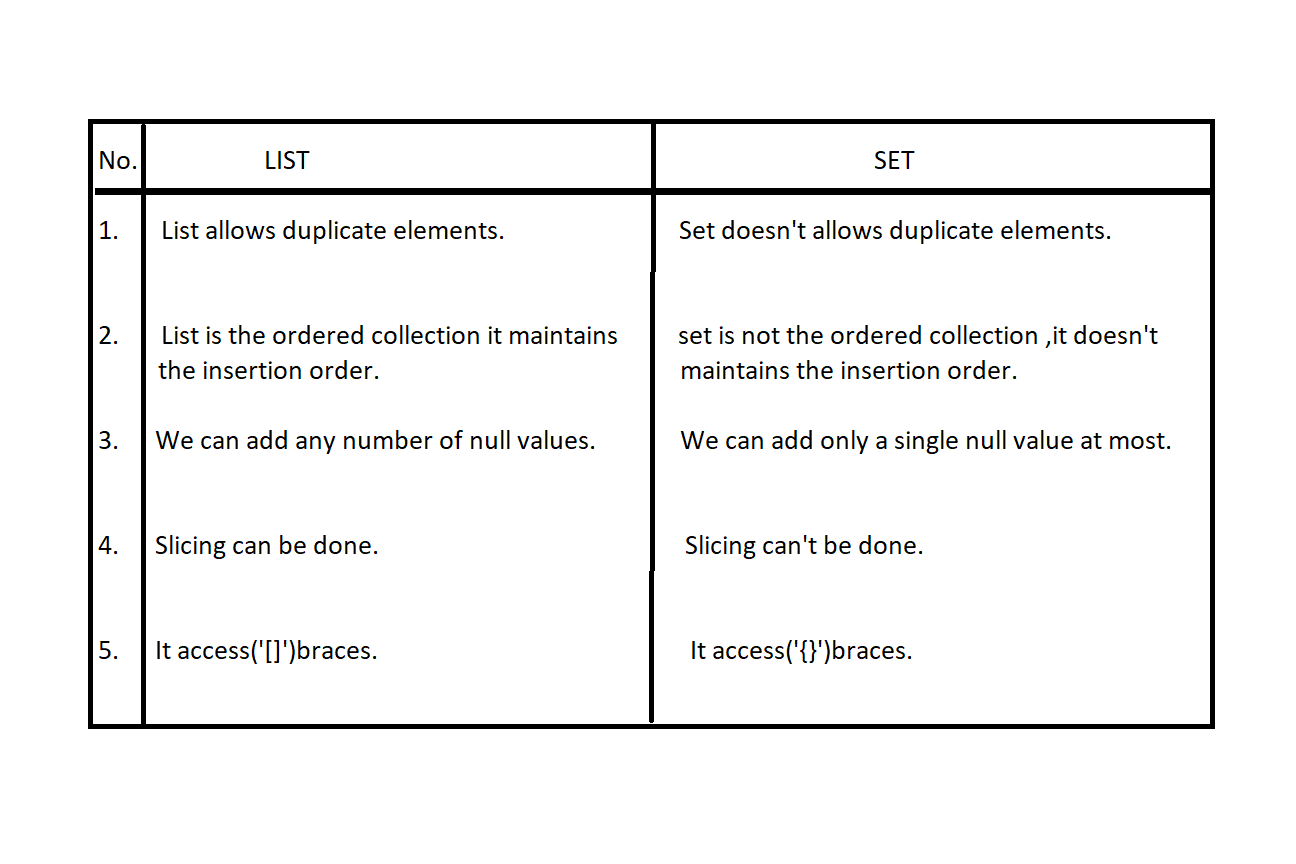 No. LIST SET
1. List allows duplicate elements. Set doesn't allows duplicate elements.
2. List is the ordered collection it maintains set is not the ordered collection ,it doesn't
the insertion order. maintains the insertion order.
3. We can add any number of null values. We can add only a single null value at most.
4. Slicing can be done. Slicing can't be done.
5. It access('[]')braces. It access('{}')braces.